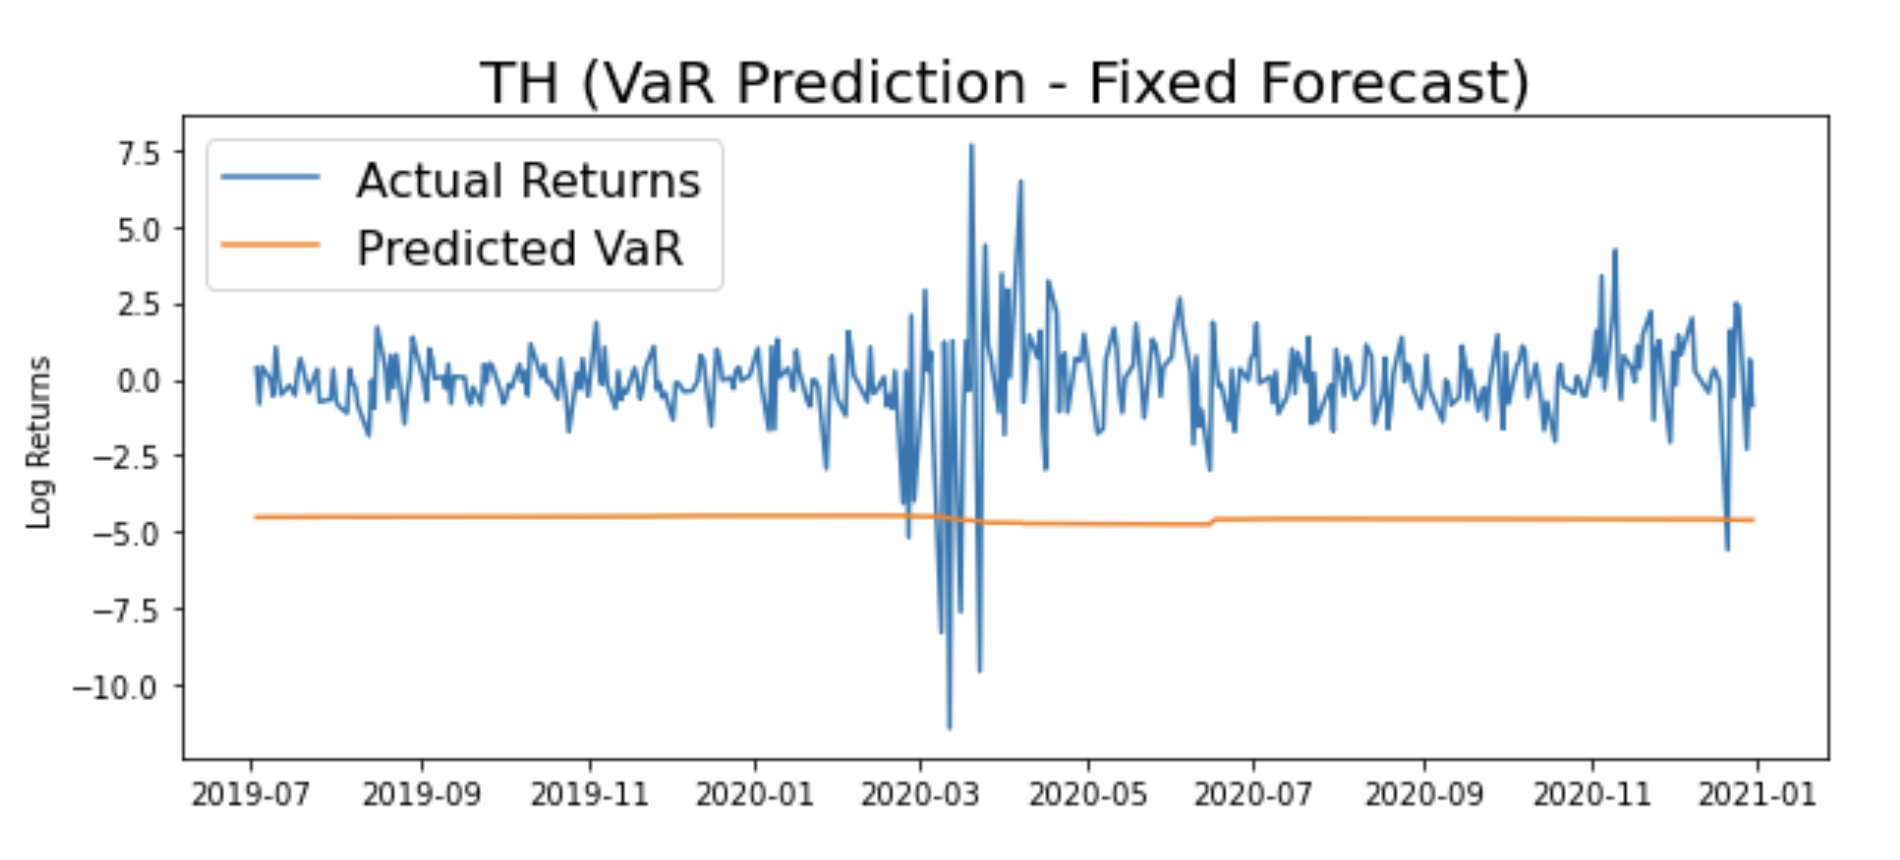 TH (VaR Prediction - Fixed Forecast)
Actual Returns
Predicted VaR
Log Returns
7.5
5.0
2.5
0.0
−2.5
−5.0
−7.5
−10.0
2019-07 2019-09 2019-11 2020-01 2020-03 2020-05 2020-07 2020-09 2020-11 2021-01